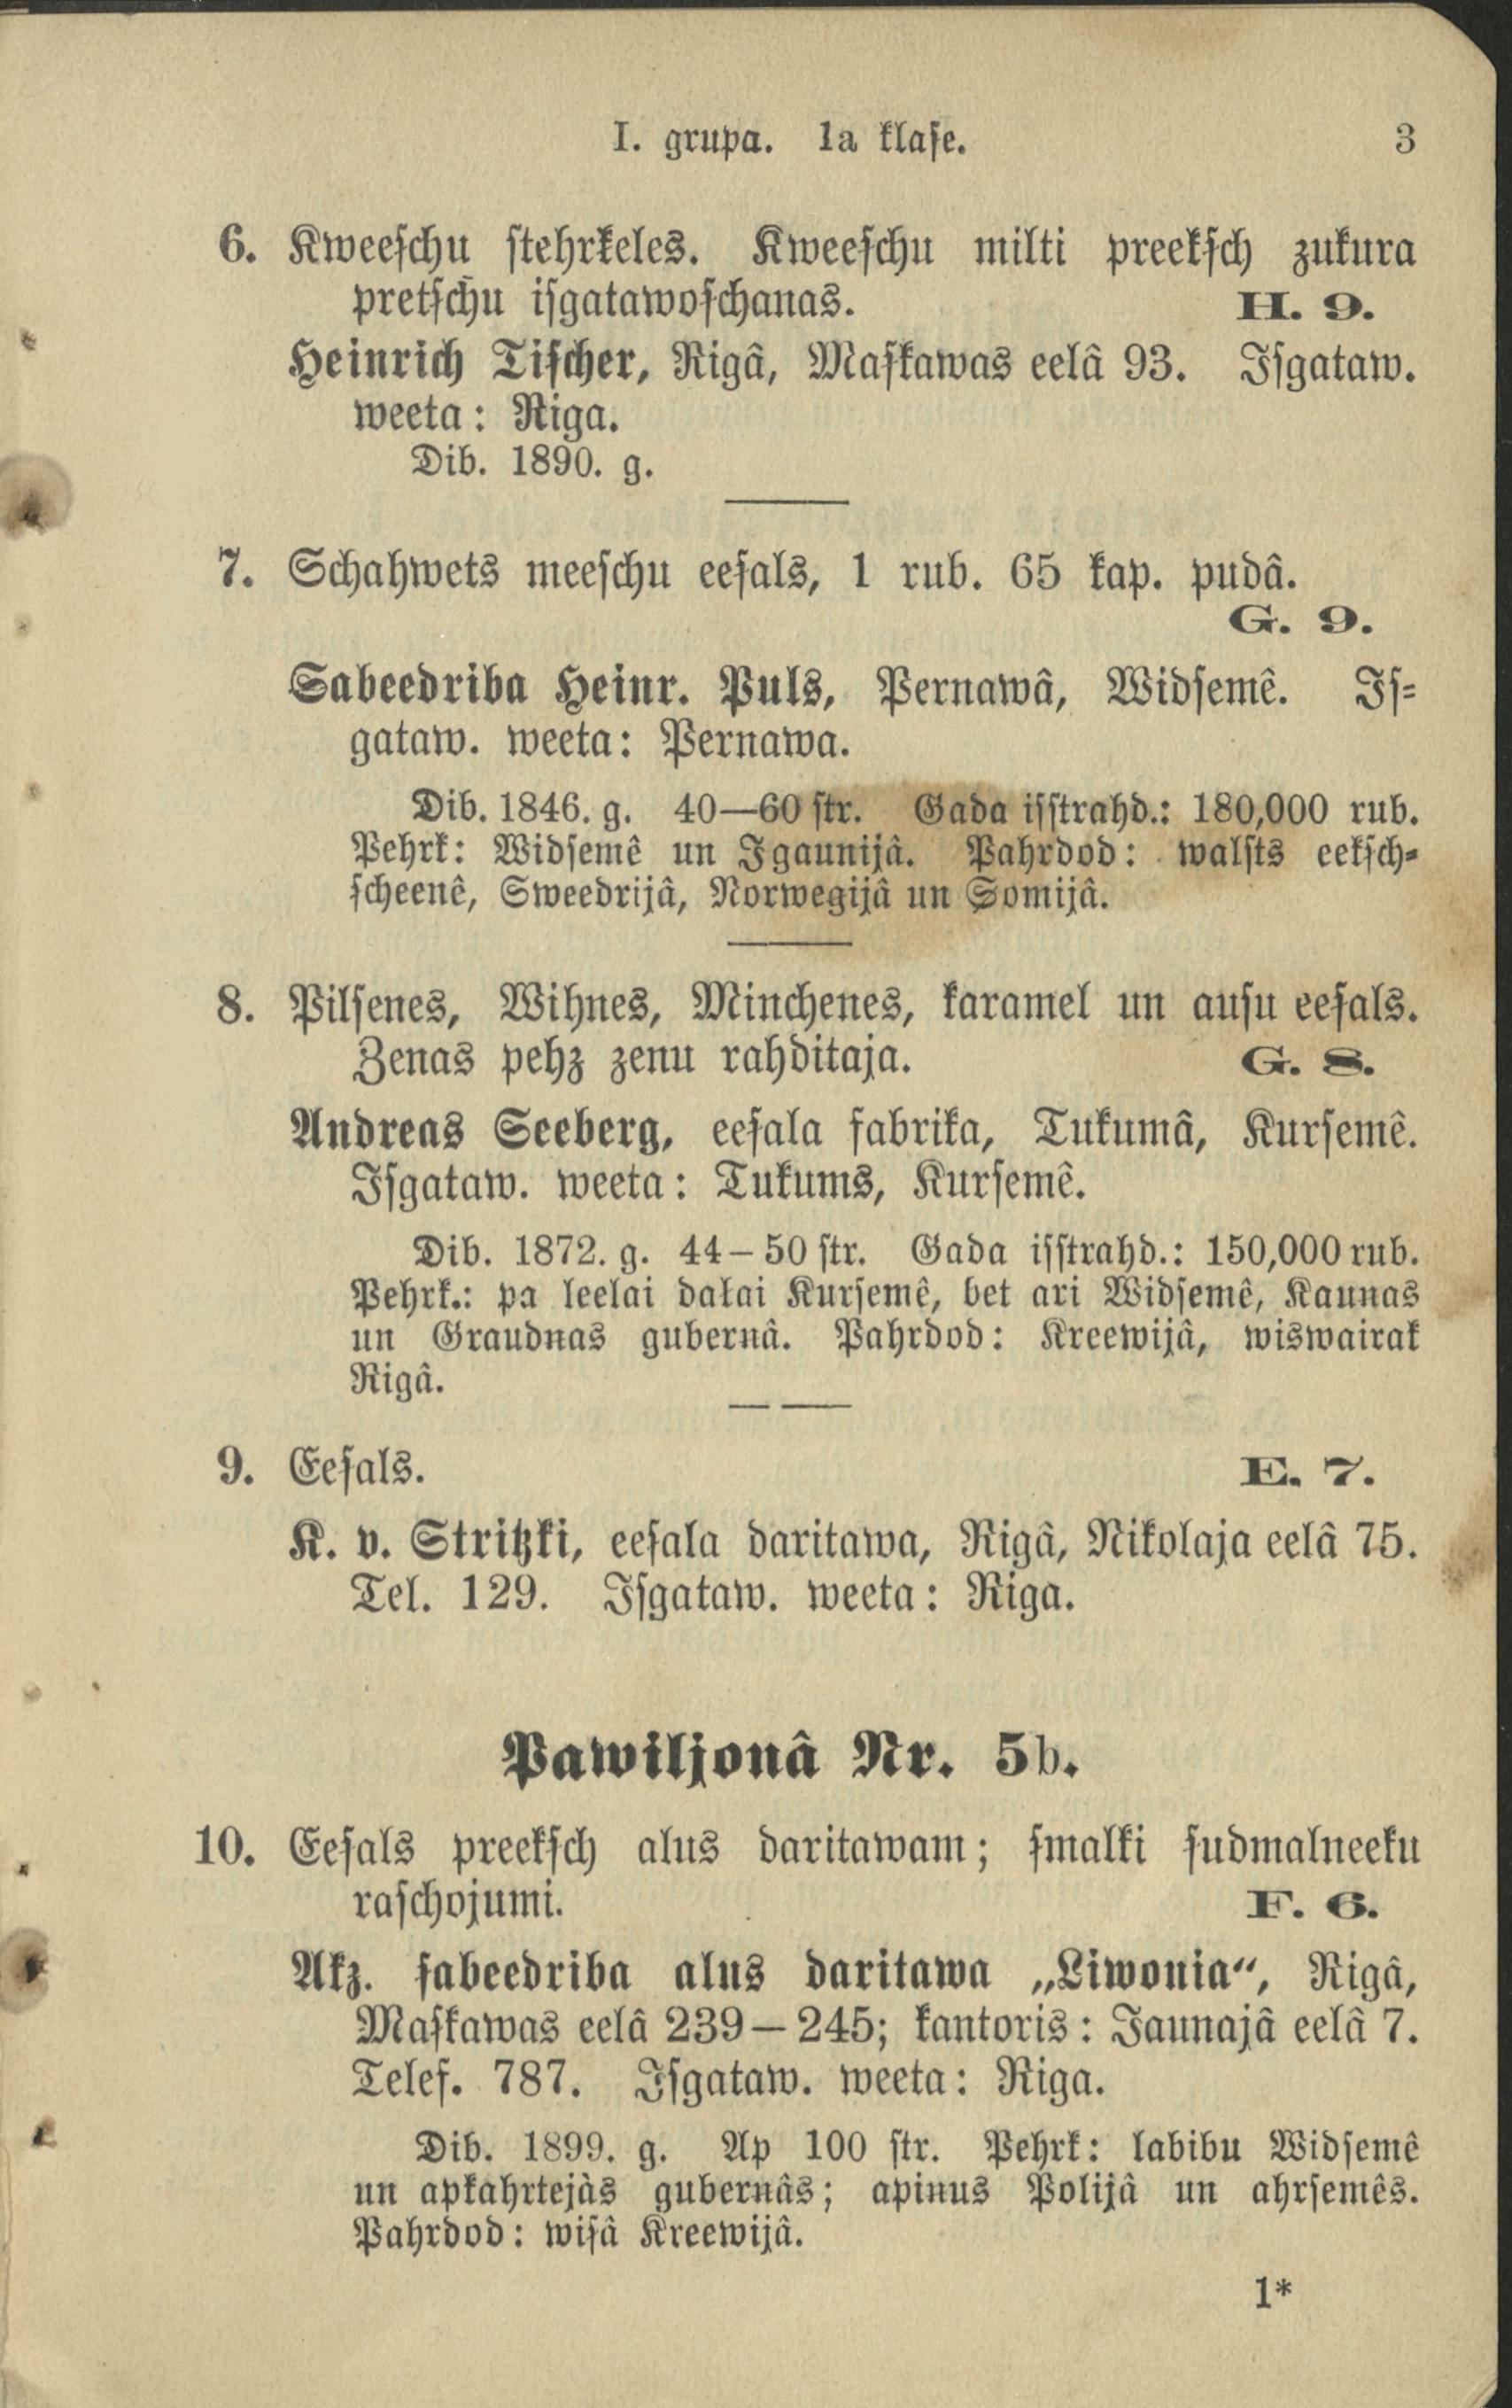 I. grupa. 1a klaſe. 3
6. Kweeſchu stehrkeles. Kweeſchu milti preekſch zukura
pretſchu iſgatawoſchanas. H. 9.
Heinrich Tiſcher, Rigâ, Maſkawas eelâ 93. Iſgataw.
weeta: Riga.
Dib. 1890. g.
7. Schahwets meeſchu eeſals, 1 rub. 65 kap. pudâ.
G. 9.
Sabeedriba Heinr. Puls, Pernawâ, Widſemê. Iſ-
gataw. weeta: Pernawa.
Dib. 1846. g. 40—60 ſtr. Gada iſſtrahd.: 180,000 rub.
Pehrk: Widſemê un Igaunijâ. Pahrdod: walſts eekſch-
ſcheenê, Sweedrijâ, Norwegijâ un Somijâ.
8. Pilſenes, Wihnes, Minchenes, karamel un auſu eeſals.
Zenas pehz zenu rahditaja. G. 8.
Andreas Seeberg, eeſala fabrika, Tukumâ, Kurſemê.
Iſgataw. weeta: Tukums, Kurſemê.
Dib. 1872. g. 44—50 ſtr. Gada iſſtrahd.: 150,000 rub.
Pehrk.: pa leelai dałai Kurſemê, bet ari Widſemê, Kaunas
un Graudnas gubernâ. Pahrdod: Kreewijâ, wiswairak
Rigâ.
9. Eeſals. E. 7.
K. v. Stritzki, eeſala daritawa, Rigâ, Nikolaja eelâ 75.
Tel. 129. Iſgataw. weeta: Riga.
Pawiljonâ Nr. 5b.
10. Eeſals preekſch alus daritawam; ſmalki ſudmalneeku
raſchojumi. F. 6.
Akz. ſabeedriba alus daritawa „Liwonia“, Rigâ,
Maſkawas eelâ 239—245; kantoris: Jaunajâ eelâ 7.
Telef. 787. Iſgataw. weeta: Riga.
Dib. 1899. g. Ap 100 ſtr. Pehrk: labibu Widſemê
un apkahrtejàs gubernâs; apiꞥus Polijâ un ahrſemês.
Pahrdod: wiſâ Kreewijâ.
1*